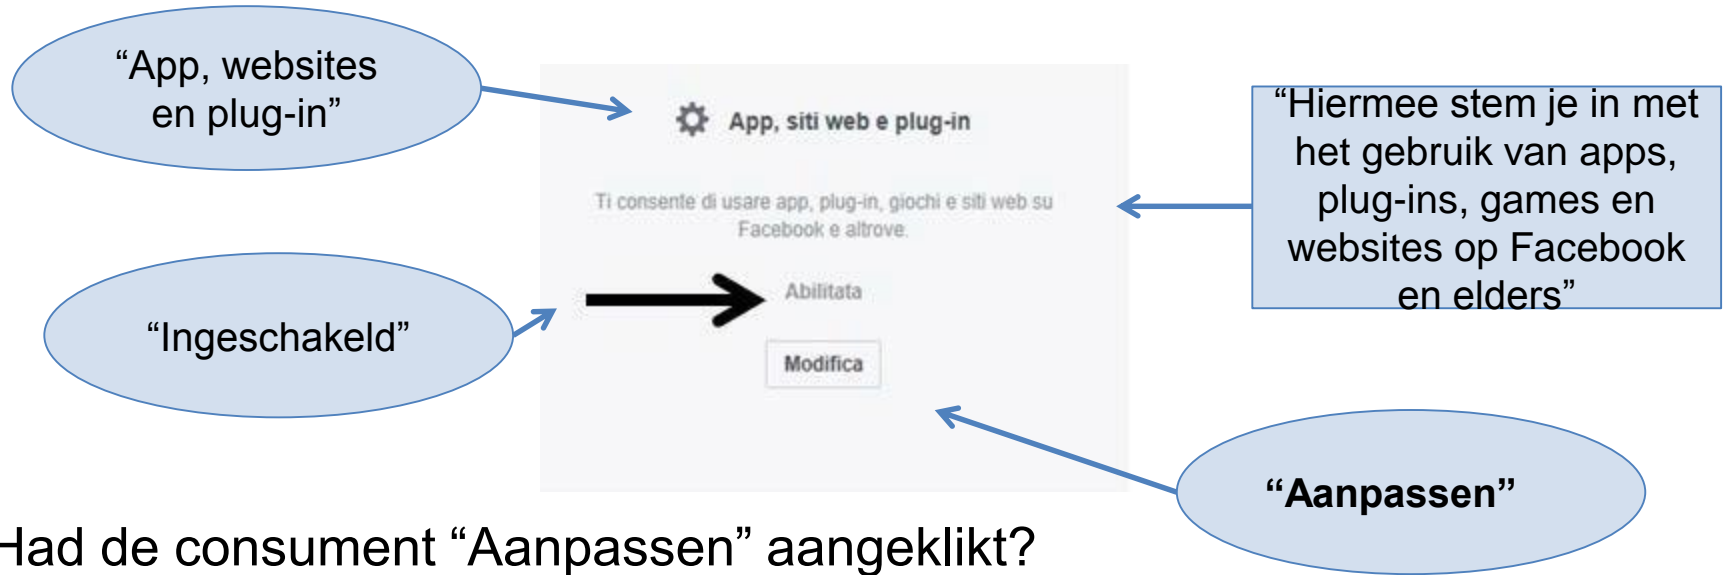 “App, websites
en plug-in”
App, siti web e plug-in
“Hiermee stem je in met
het gebruik van apps,
plug-ins, games en
websites op Facebook
en elders”
Ti consente di usare app, plug-in, giochi e siti web su
Facebook e altrove.
“Ingeschakeld”
Abilitata
Modifica
“Aanpassen”
Had de consument “Aanpassen” aangeklikt?